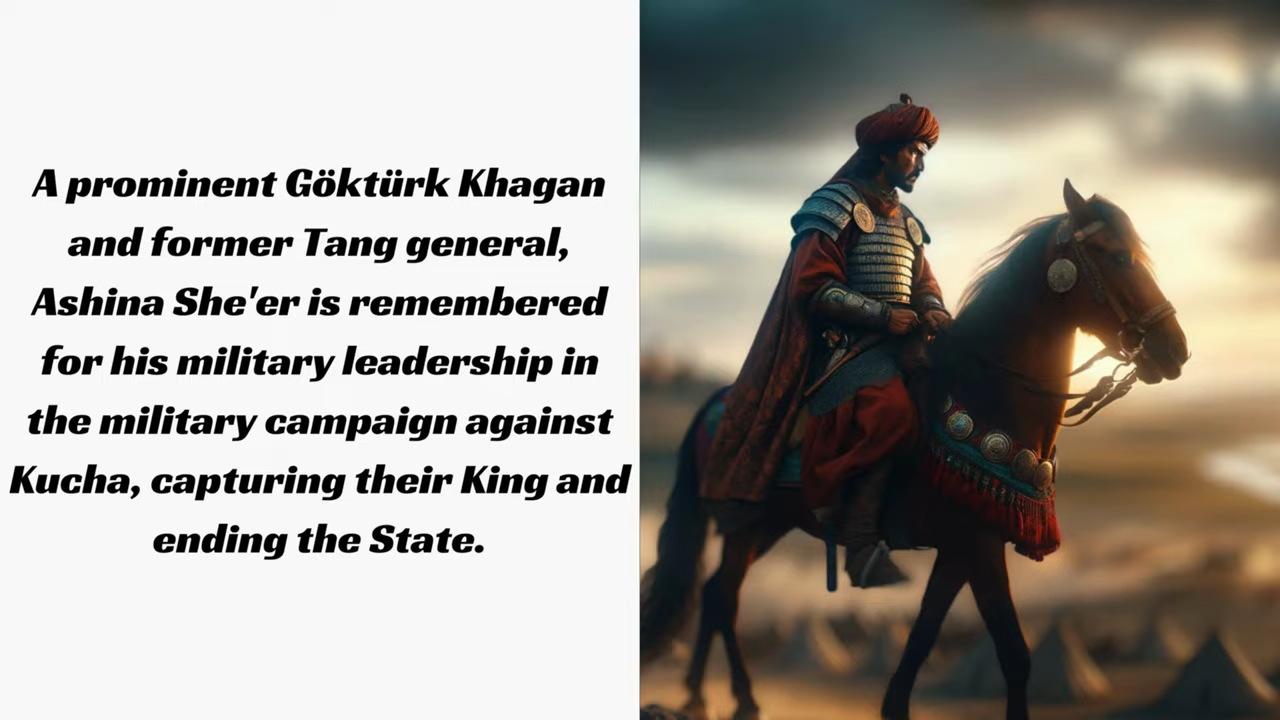 A prominent Göktürk Khagan
and former Tang general,
Ashina She'er is remembered
for his military leadership in
the military campaign against
Kucha, capturing their King and
ending the State.